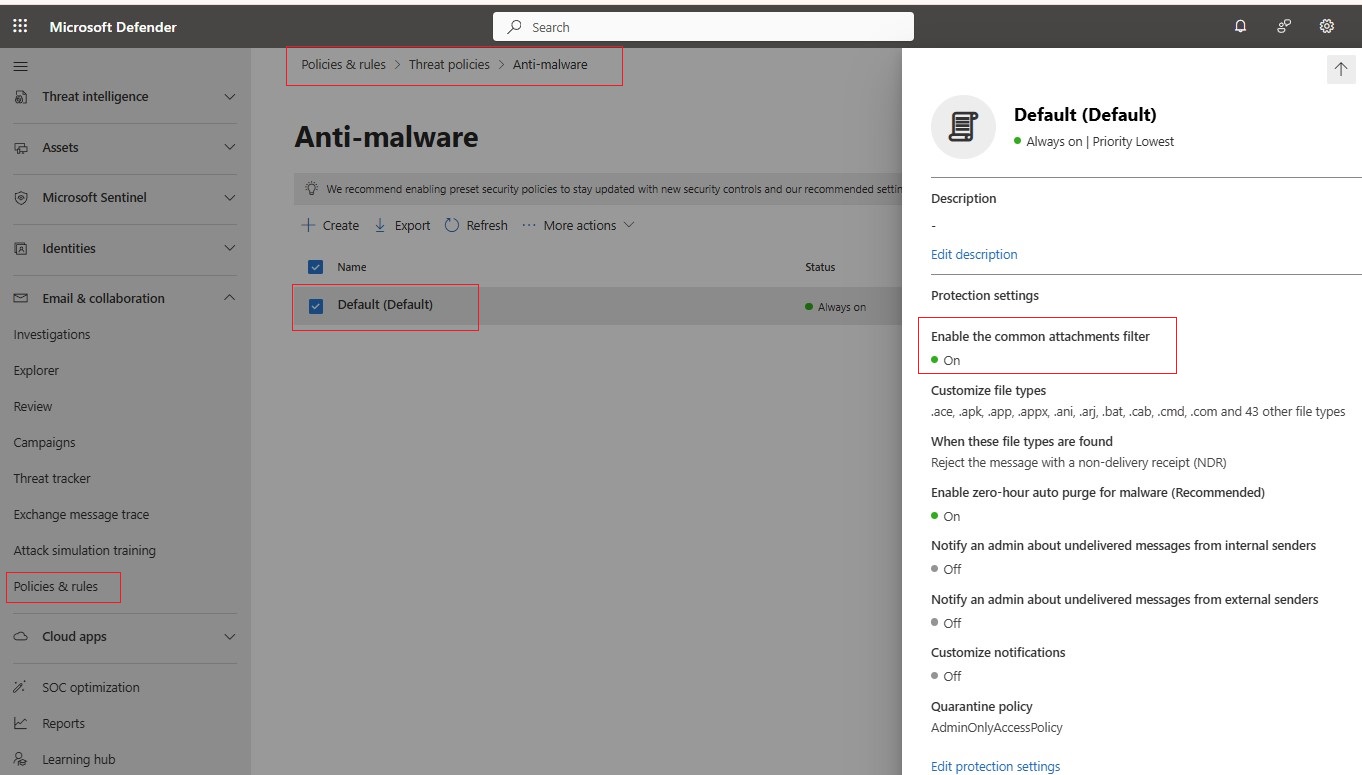 Microsoft Defender
Search
Threat intelligence
Assets
Microsoft Sentinel
Identities
Email & collaboration
Investigations
Explorer
Review
Campaigns
Threat tracker
Exchange message trace
Attack simulation training
Policies & rules
Cloud apps
SOC optimization
Reports
Learning hub
Policies & rules > Threat policies > Anti-malware
Anti-malware
We recommend enabling preset security policies to stay updated with new security controls and our recommended settin
Create Export Refresh ··· More actions
Name Status
Default (Default) Always on
Default (Default)
Always on | Priority Lowest
Description
-
Edit description
Protection settings
Enable the common attachments filter
On
Customize file types
.ace, .apk, .app, .appx, .ani, .arj, .bat, .cab, .cmd, .com and 43 other file types
When these file types are found
Reject the message with a non-delivery receipt (NDR)
Enable zero-hour auto purge for malware (Recommended)
On
Notify an admin about undelivered messages from internal senders
Off
Notify an admin about undelivered messages from external senders
Off
Customize notifications
Off
Quarantine policy
AdminOnlyAccessPolicy
Edit protection settings